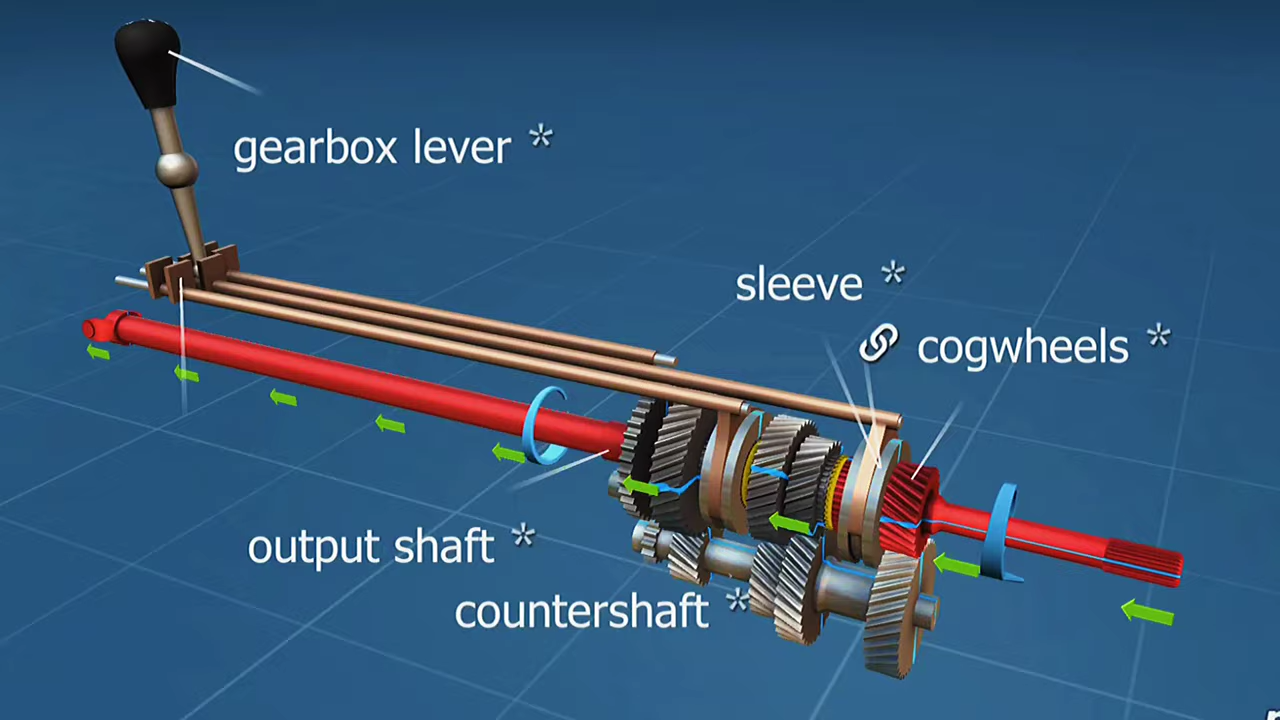 gearbox lever *
sleeve *
cogwheels *
output shaft *
countershaft *